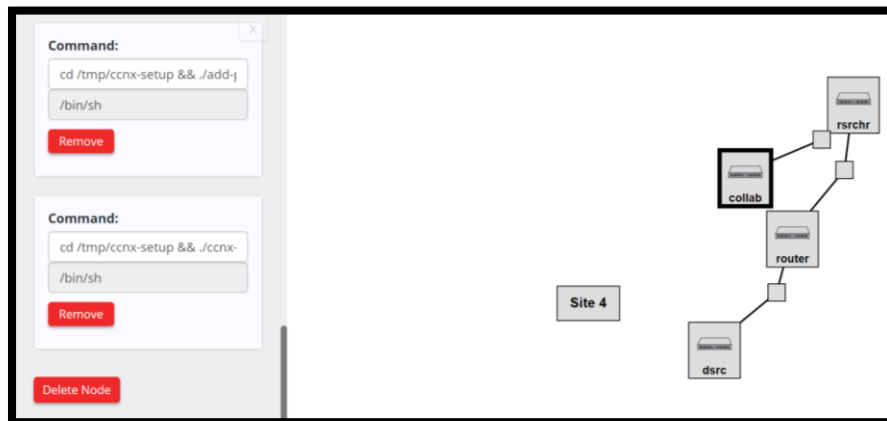 X
Command:
cd /tmp/ccnx-setup && ./add-p
/bin/sh
Remove
Command:
cd /tmp/ccnx-setup && ./ccnx-
/bin/sh
Remove
Delete Node
rsrchr
collab
router
Site 4
dsrc